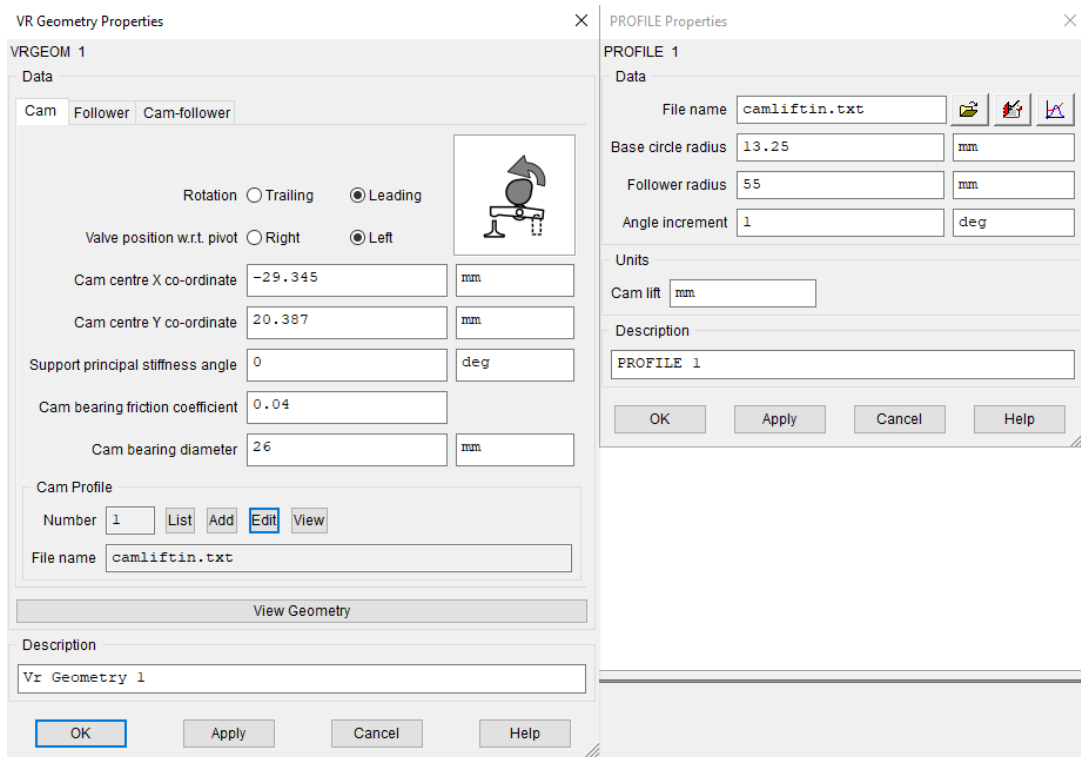 VR Geometry Properties
VRGEOM 1
Data
Cam Follower Cam-follower
Rotation Trailing Leading
Valve position w.r.t. pivot Right Left
Cam centre X co-ordinate -29.345 mm
Cam centre Y co-ordinate 20.387 mm
Support principal stiffness angle 0 deg
Cam bearing friction coefficient 0.04
Cam bearing diameter 26 mm
Cam Profile
Number 1 List Add Edit View
File name camliftin.txt
View Geometry
Description
Vr Geometry 1
OK Apply Cancel Help
PROFILE Properties
PROFILE 1
Data
File name camliftin.txt
Base circle radius 13.25 mm
Follower radius 55 mm
Angle increment 1 deg
Units
Cam lift mm
Description
PROFILE 1
OK Apply Cancel Help